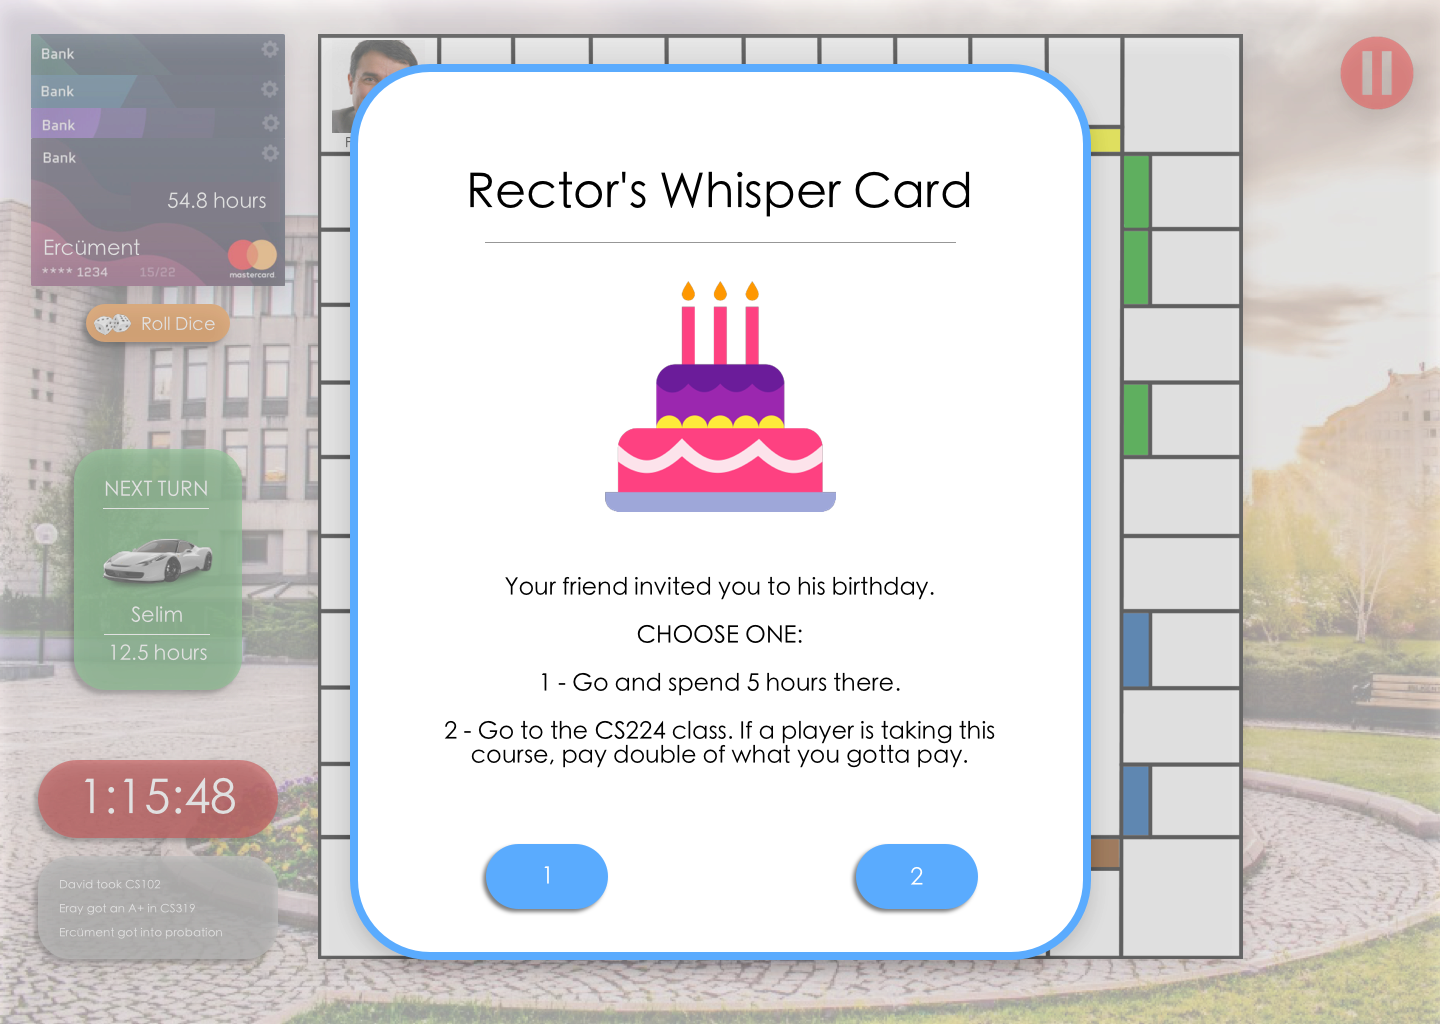 Bank
Bank
Bank
Bank
54.8 hours
Ercüment
**** 1234 15/22
mastercard
Roll Dice
NEXT TURN
Selim
12.5 hours
1:15:48
David took CS102
Eray got an A+ in CS319
Ercüment got into probation
Rector's Whisper Card
Your friend invited you to his birthday.
CHOOSE ONE:
1 - Go and spend 5 hours there.
2 - Go to the CS224 class. If a player is taking this
course, pay double of what you gotta pay.
1
2